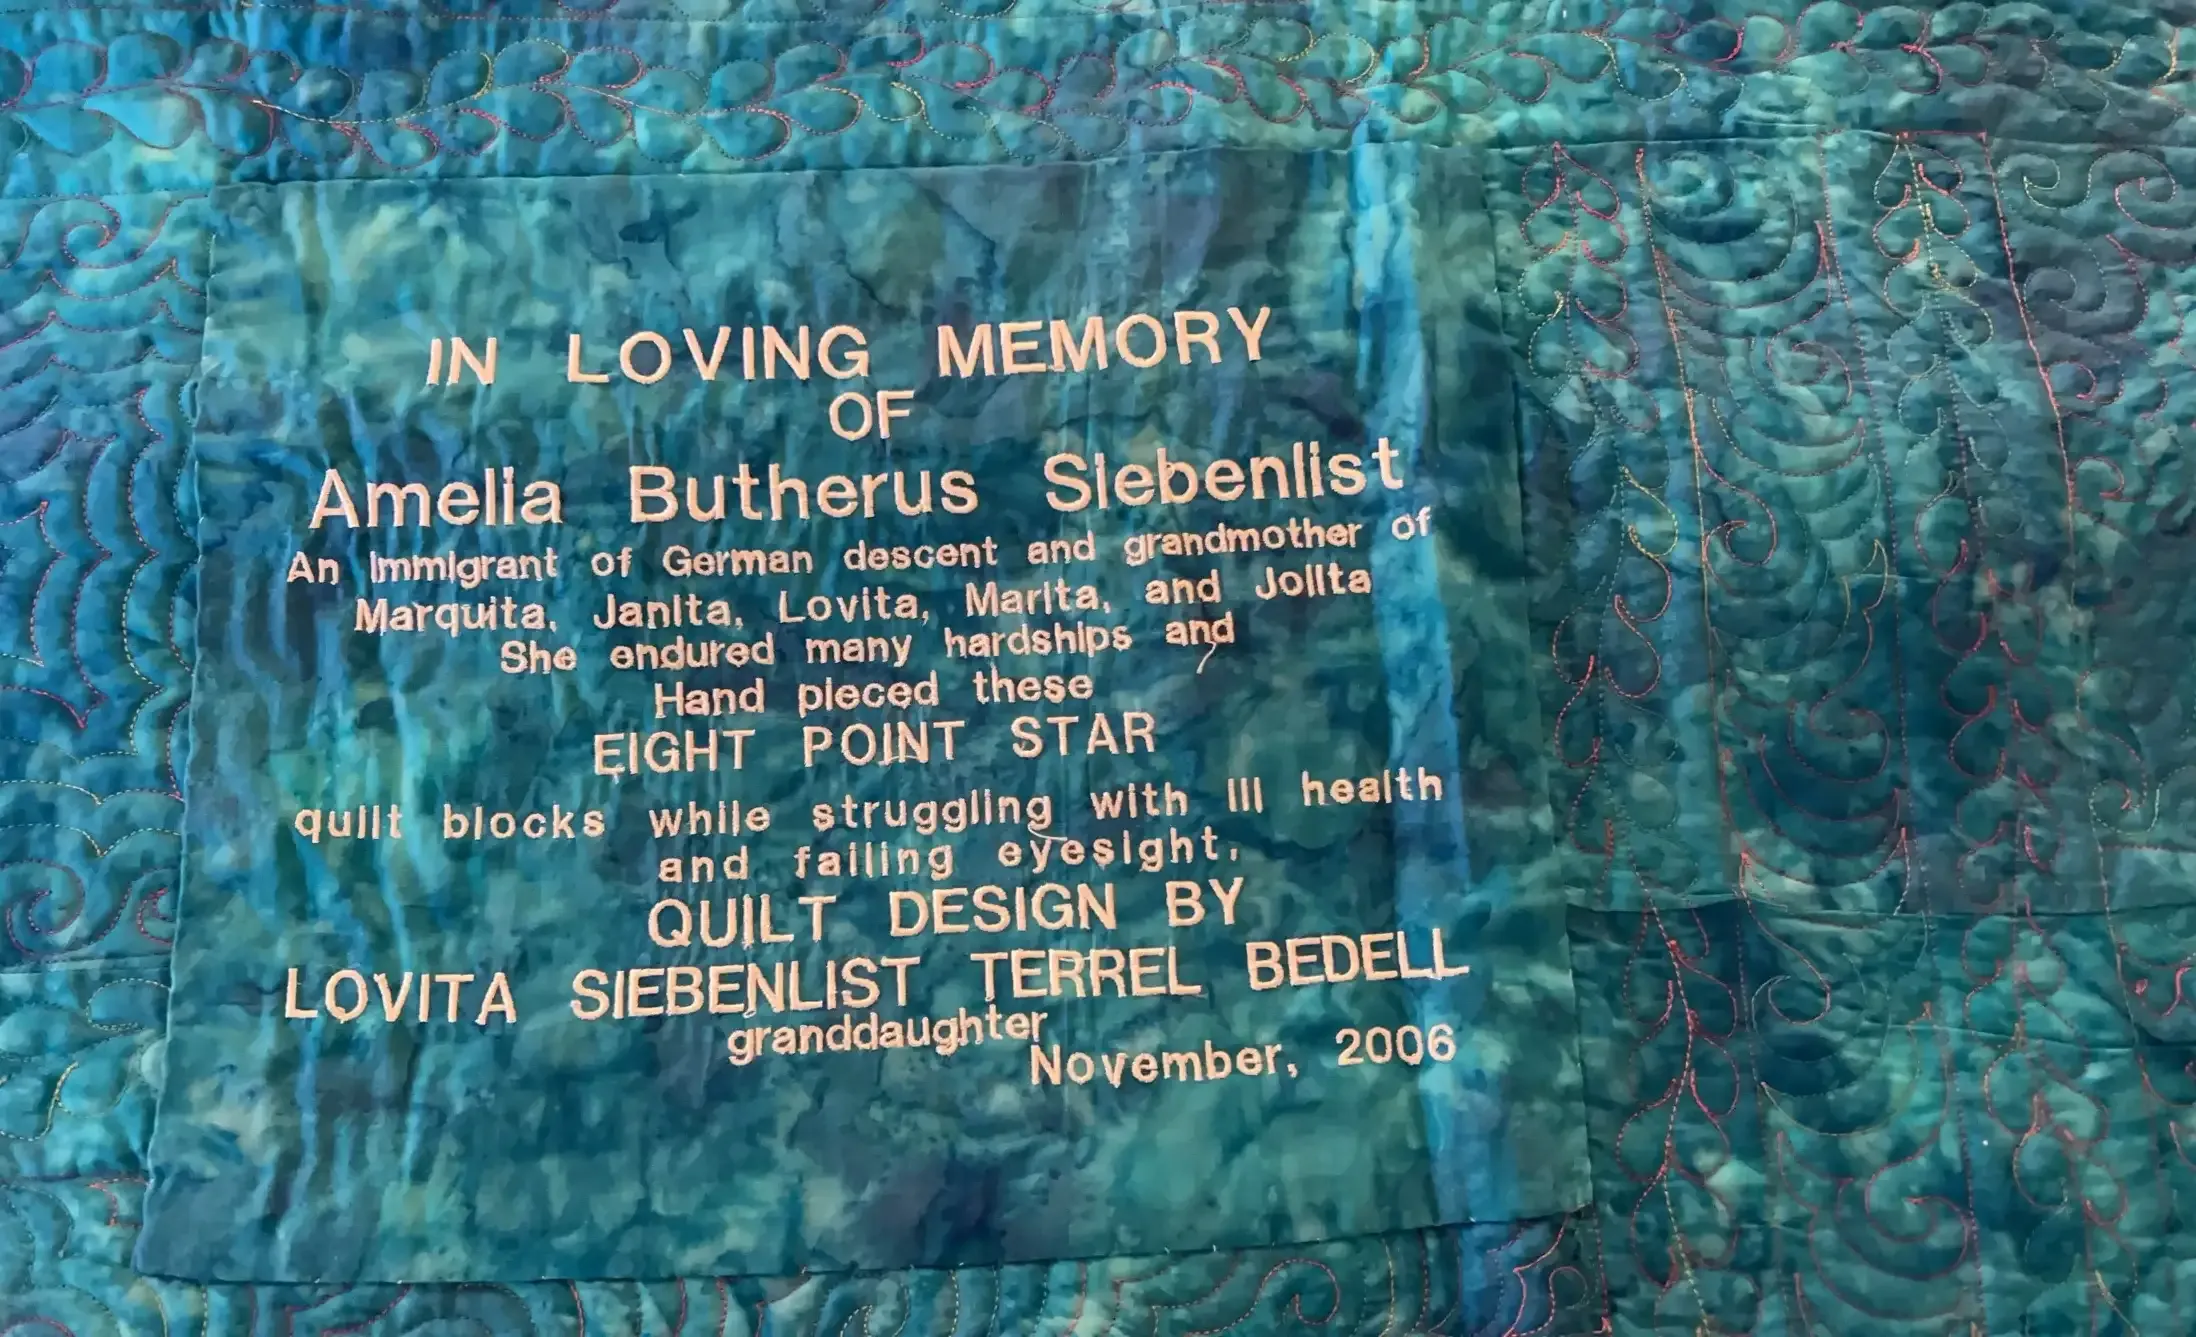 IN LOVING MEMORY
OF
Amelia Butherus Siebenlist
An immigrant of German descent and grandmother of
Marquita, Janita, Lovita, Marita, and Jolita
She endured many hardships and
Hand pieced these
EIGHT POINT STAR
quilt blocks while struggling with ill health
and failing eyesight.
QUILT DESIGN BY
LOVITA SIEBENLIST TERREL BEDELL
granddaughter
November, 2006